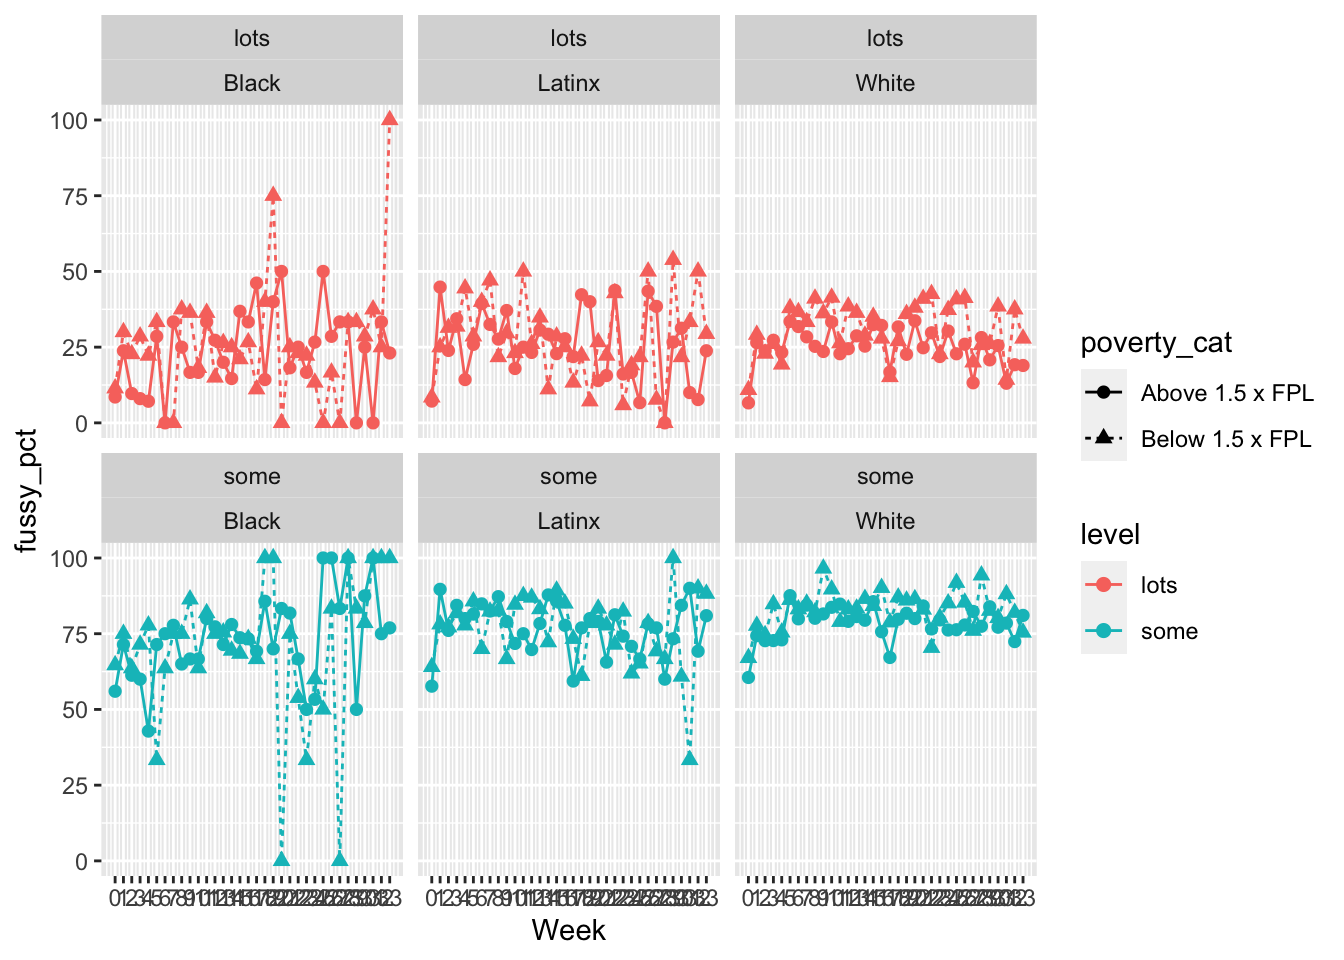 lots
lots
lots
Black
Latinx
White
100
75
50
25
0
some
some
some
Black
Latinx
White
100
75
50
25
0
fussy_pct
Week
poverty_cat
Above 1.5 x FPL
Below 1.5 x FPL
level
lots
some